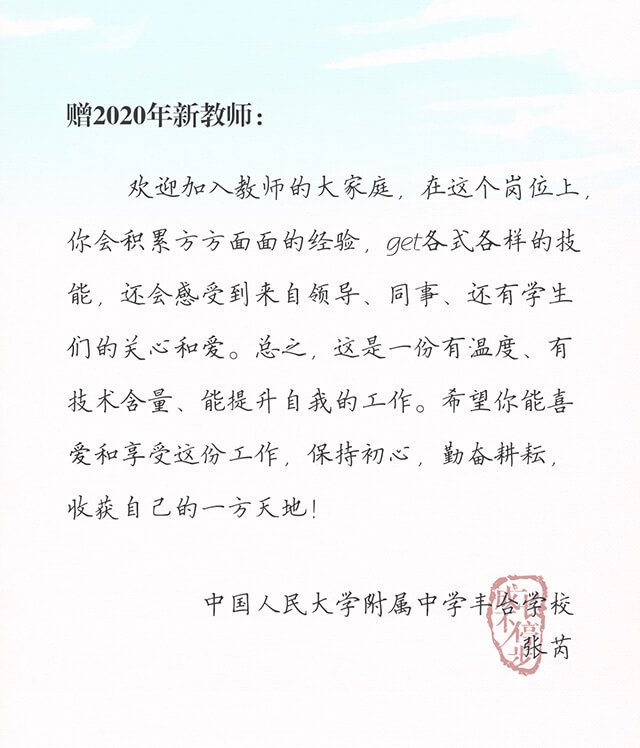 赠2020年新教师：
欢迎加入教师的大家庭，在这个岗位上，
你会积累方方面面的经验，get各式各样的技
能，还会感受到来自领导、同事、还有学生
们的关心和爱。总之，这是一份有温度、有
技术含量、能提升自我的工作。希望你能喜
爱和享受这份工作，保持初心，勤奋耕耘，
收获自己的一方天地！
中国人民大学附属中学丰台学校
张芮